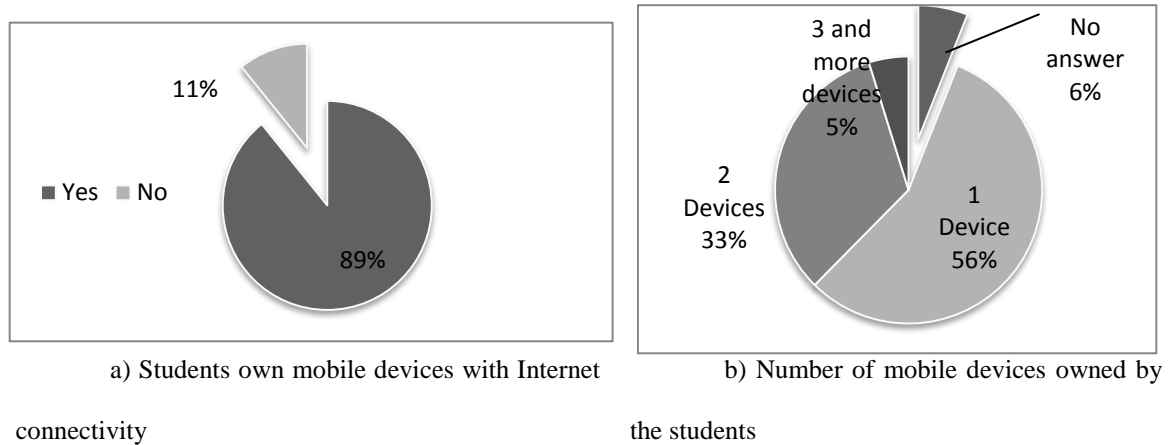 11%
Yes No
89%
3 and
more
devices
5%
No
answer
6%
2
Devices
33%
1
Device
56%
a) Students own mobile devices with Internet
connectivity
b) Number of mobile devices owned by
the students